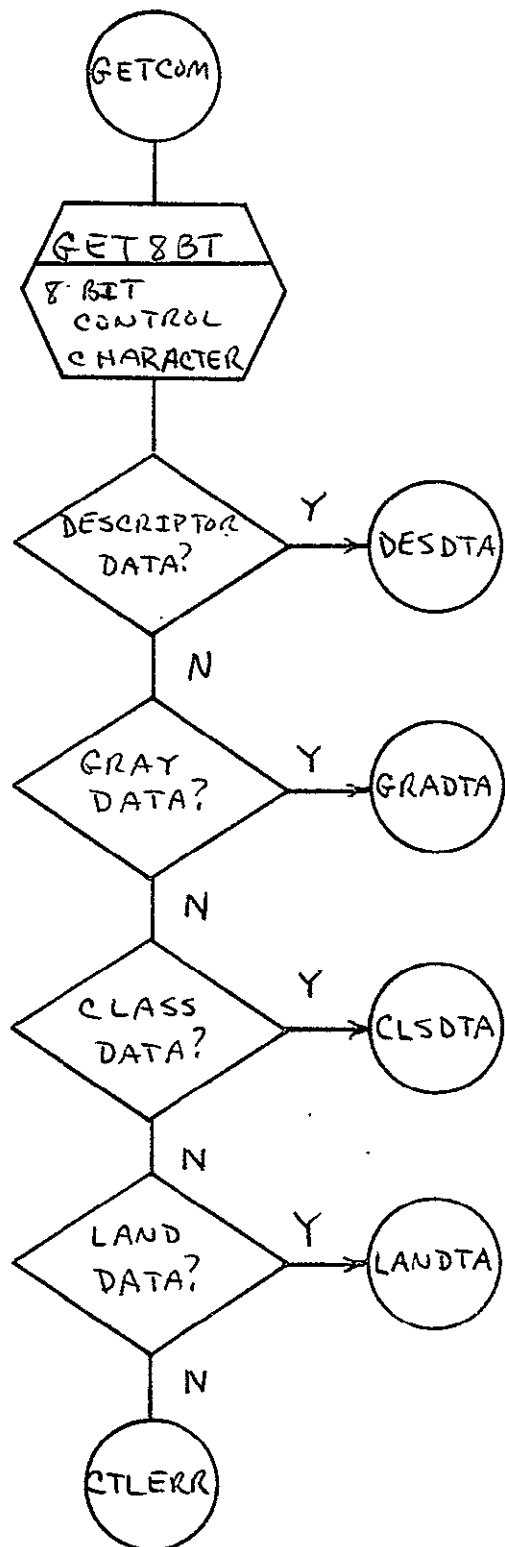 GETCOM
GET8BT
8-BIT
CONTROL
CHARACTER
DESCRIPTOR
DATA?
Y
DESDTA
N
GRAY
DATA?
Y
GRADTA
N
CLASS
DATA?
Y
CLSDTA
N
LAND
DATA?
Y
LANDTA
N
CTLERR